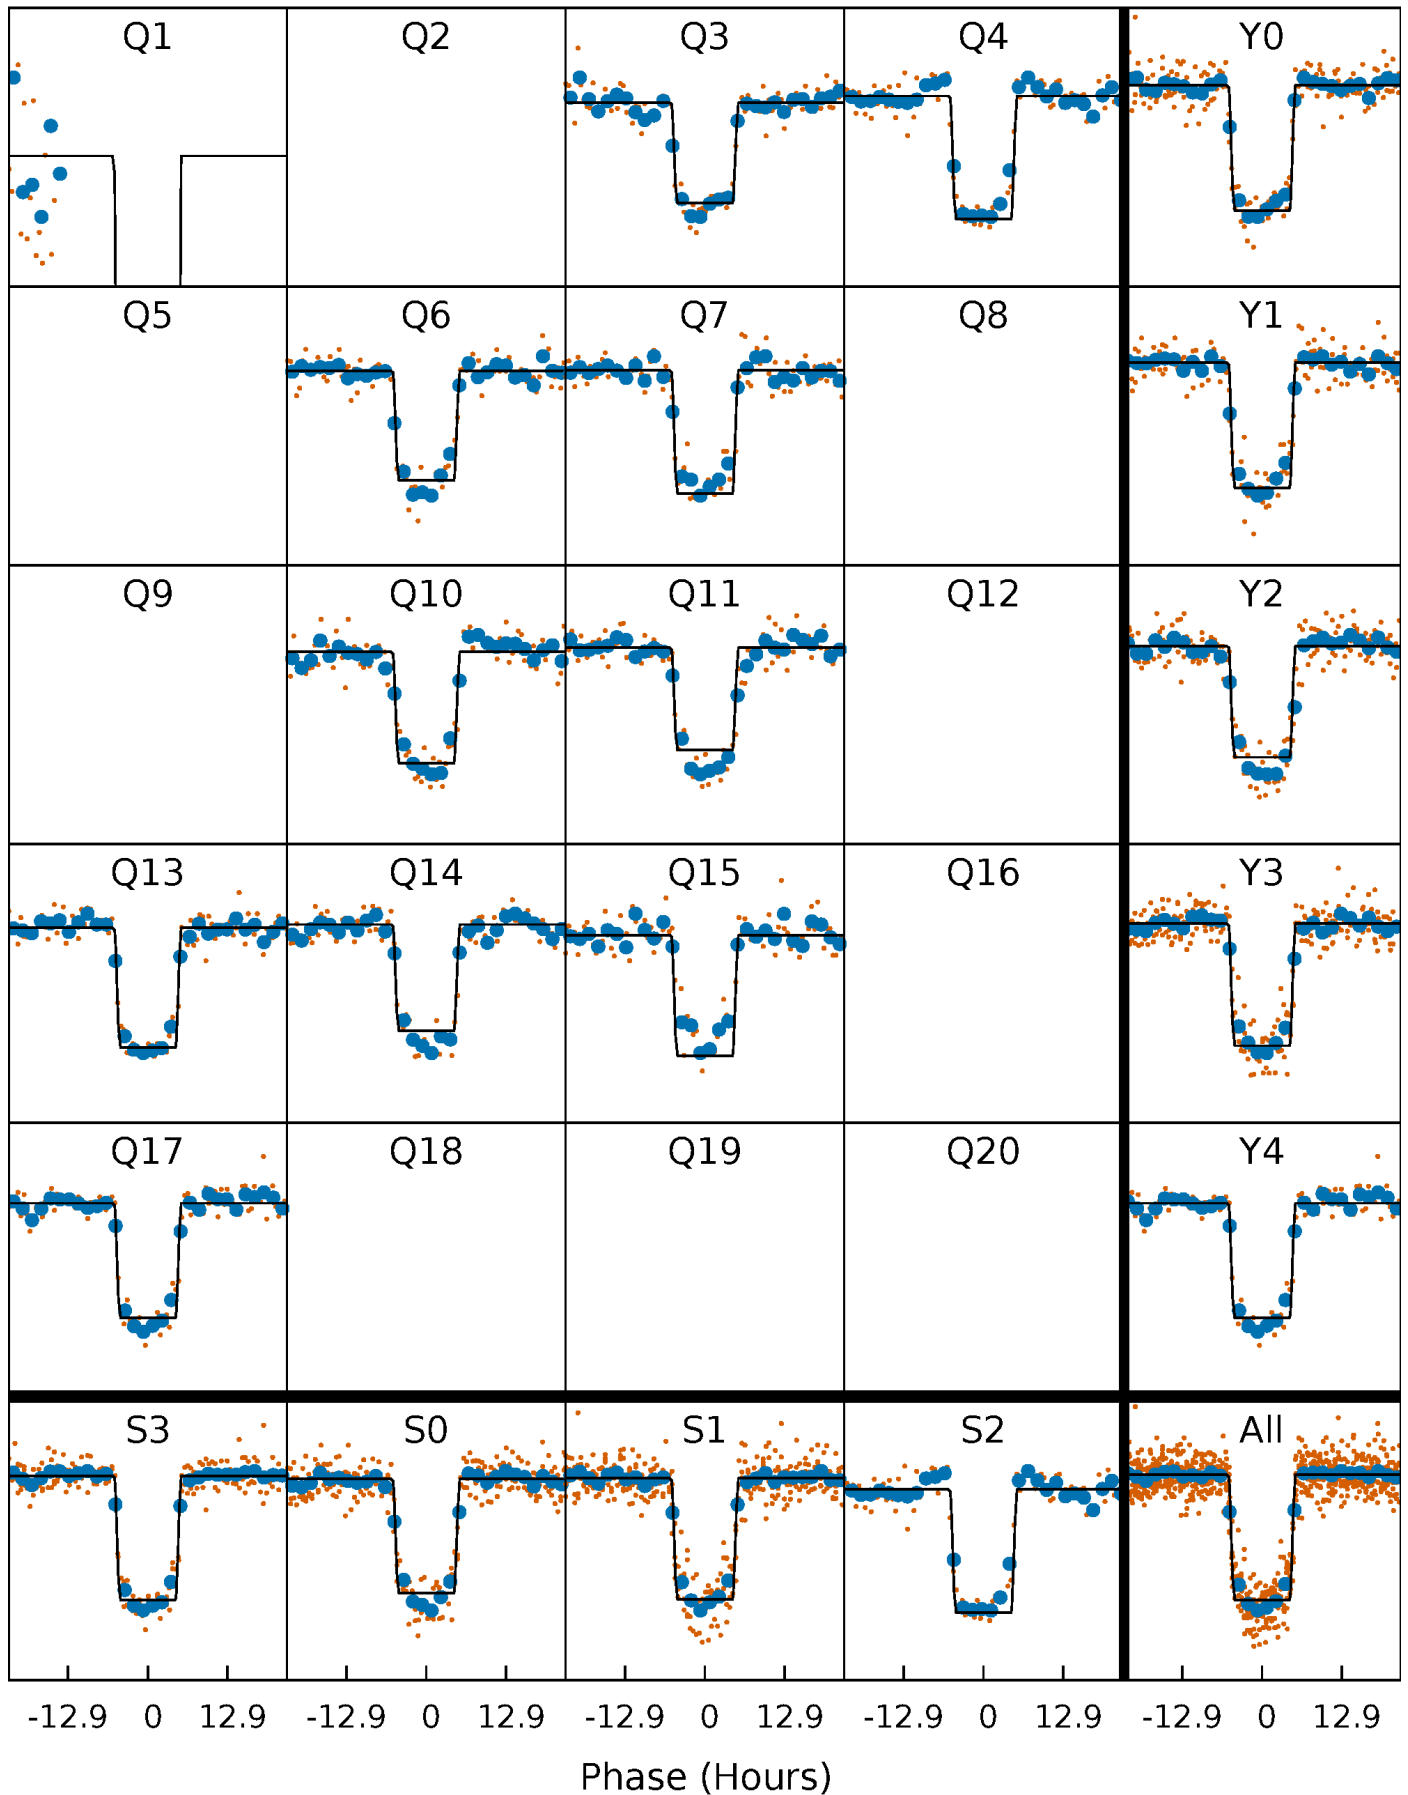 Q1 Q2 Q3 Q4 Y0
Q5 Q6 Q7 Q8 Y1
Q9 Q10 Q11 Q12 Y2
Q13 Q14 Q15 Q16 Y3
Q17 Q18 Q19 Q20 Y4
S3 S0 S1 S2 All
-12.9 0 12.9 -12.9 0 12.9 -12.9 0 12.9 -12.9 0 12.9 -12.9 0 12.9
Phase (Hours)